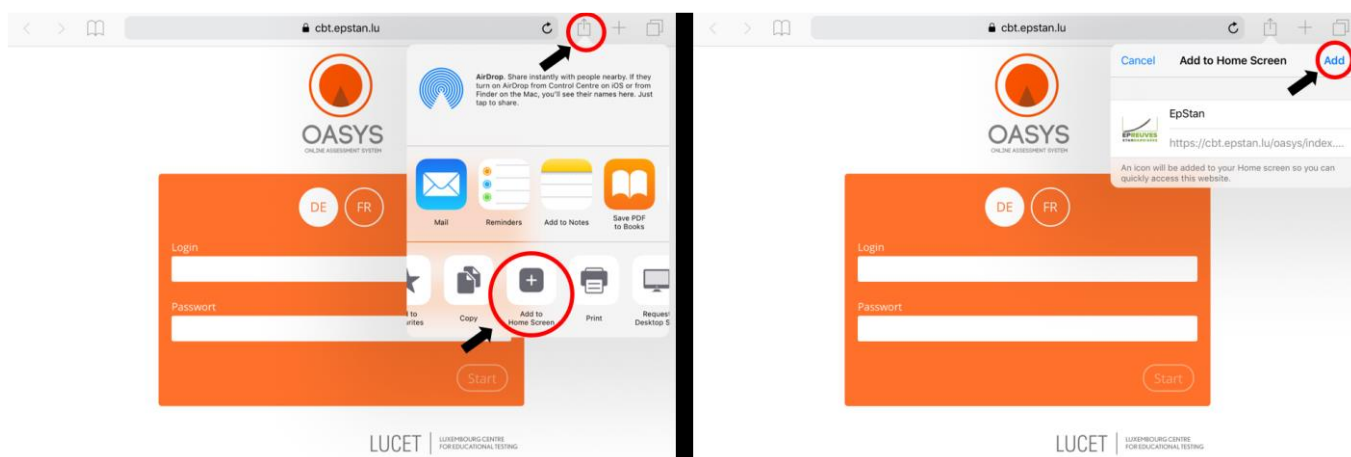 cbt.epstan.lu
AirDrop. Share instantly with people nearby. If they
turn on AirDrop from Control Centre on iOS or from
Finder on the Mac, you'll see their names here. Just
tap to share.
OASYS
ONLINE ASSESSMENT SYSTEM
Mail
Reminders
Add to Notes
Save PDF
to Books
DE
FR
Login
Passwort
Copy
Add to
Home Screen
Print
Request
Desktop S
Start
LUCET
LUXEMBOURG CENTRE
FOR EDUCATIONAL TESTING
cbt.epstan.lu
Cancel
Add to Home Screen
Add
EpStan
EPREUVES
https://cbt.epstan.lu/oasys/index....
An icon will be added to your Home screen so you can
quickly access this website.
OASYS
ONLINE ASSESSMENT SYSTEM
DE
FR
Login
Passwort
Start
LUCET
LUXEMBOURG CENTRE
FOR EDUCATIONAL TESTING